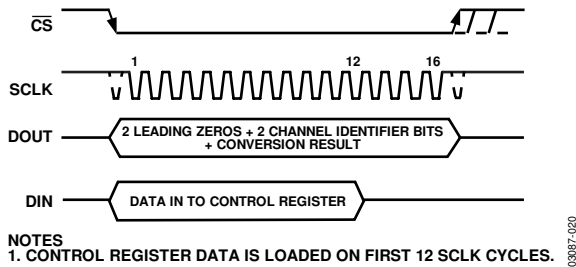 CS
1 12 16
SCLK
DOUT
2 LEADING ZEROS + 2 CHANNEL IDENTIFIER BITS
+ CONVERSION RESULT
DIN
DATA IN TO CONTROL REGISTER
NOTES
1. CONTROL REGISTER DATA IS LOADED ON FIRST 12 SCLK CYCLES.
03087-020